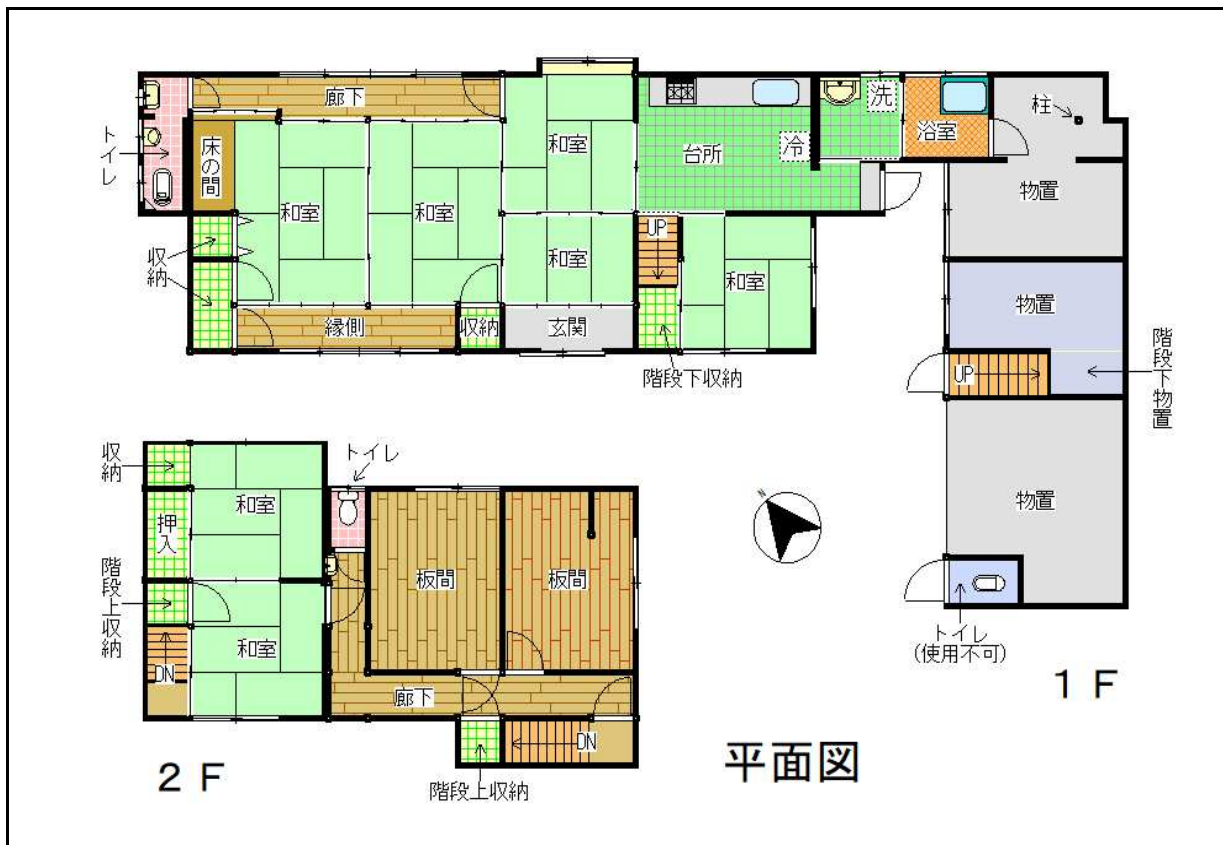 廊下
トイレ
床の間
和室
和室
和室
和室
台所
冷
洗
浴室
柱
物置
収納
縁側
収納
玄関
UP
和室
階段下収納
物置
UP
階段下物置
物置
トイレ
(使用不可)
1F
収納
押入
階段上収納
和室
和室
DN
トイレ
板間
板間
廊下
DN
階段上収納
N
2F
平面図